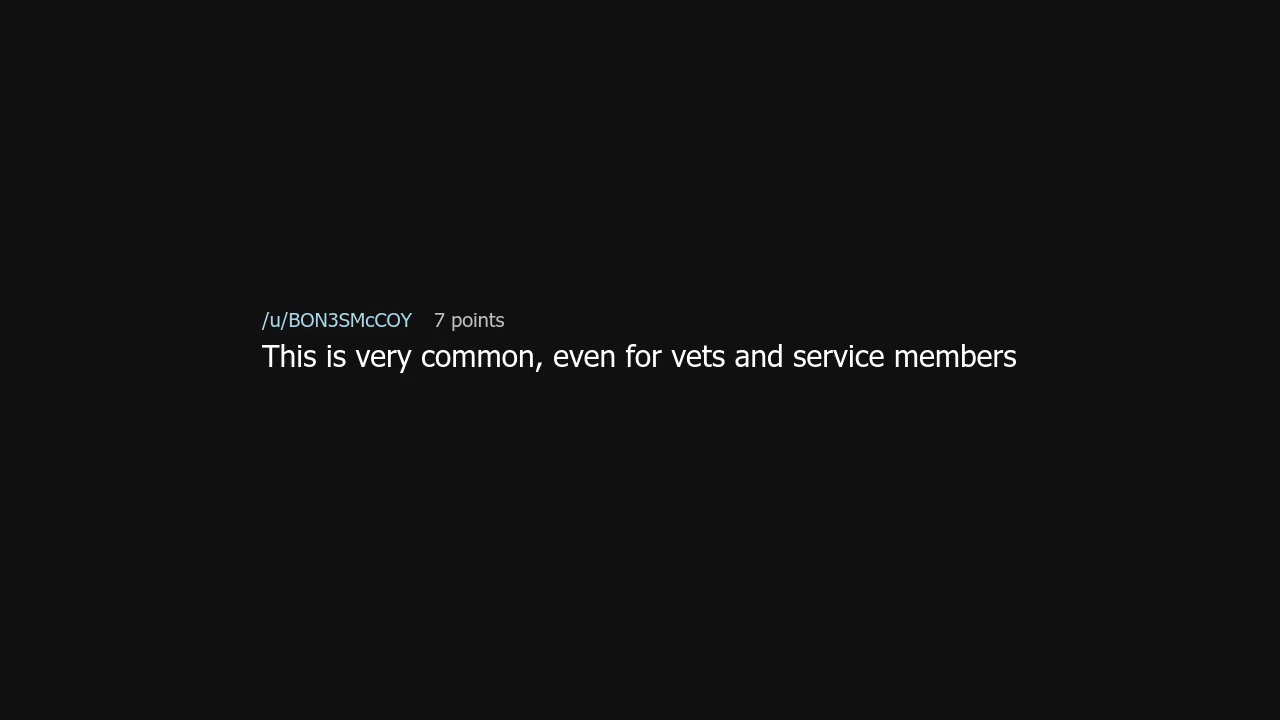 /u/BON3SMcCOY 7 points
This is very common, even for vets and service members